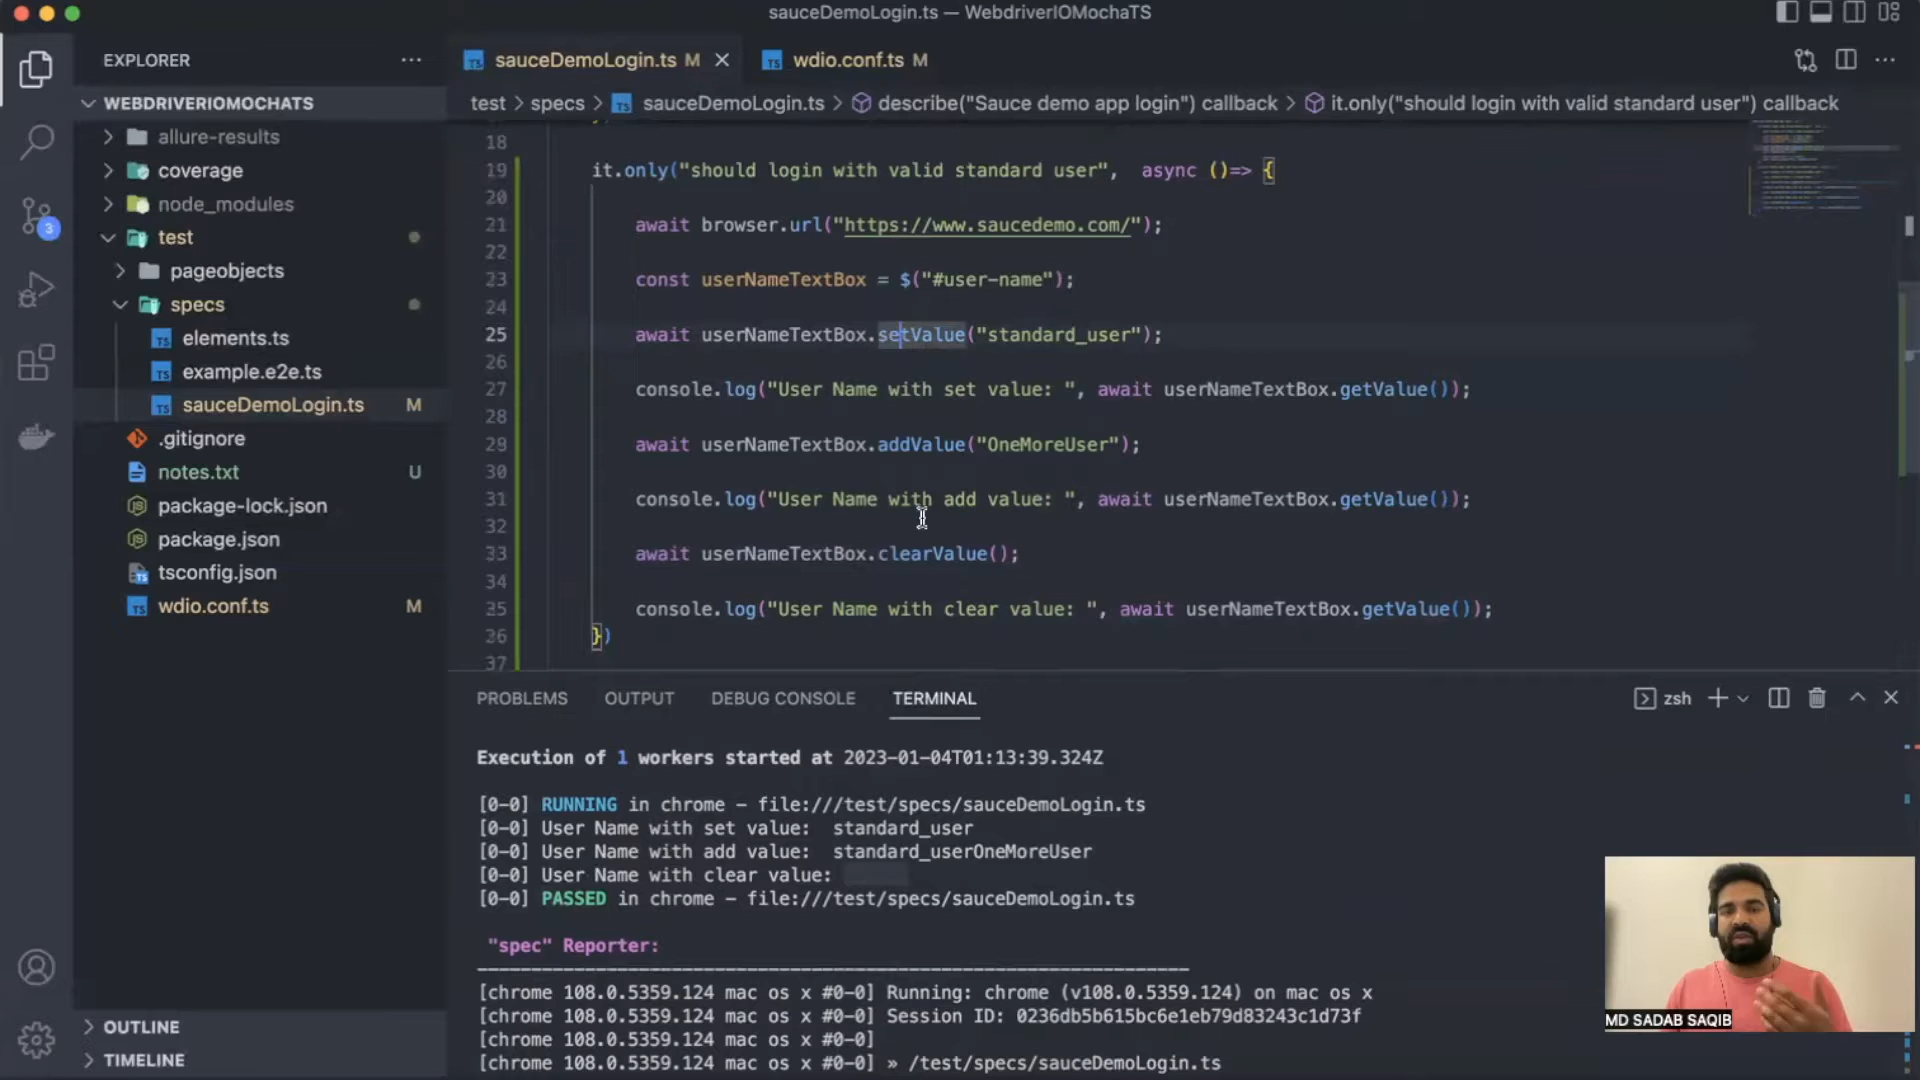 sauceDemoLogin.ts — WebdriverIOMochaTS
EXPLORER
sauceDemoLogin.ts M
wdio.conf.ts M
WEBDRIVERIOMOCHATS
test > specs > TS sauceDemoLogin.ts > describe("Sauce demo app login") callback > it.only("should login with valid standard user") callback
allure-results
coverage
node_modules
test
pageobjects
specs
TS elements.ts
TS example.e2e.ts
TS sauceDemoLogin.ts M
.gitignore
notes.txt U
package-lock.json
package.json
tsconfig.json
TS wdio.conf.ts M
3
OUTLINE
TIMELINE
18
19 it.only("should login with valid standard user", async ()=> {
20
21 await browser.url("https://www.saucedemo.com/");
22
23 const userNameTextBox = $("#user-name");
24
25 await userNameTextBox.setValue("standard_user");
26
27 console.log("User Name with set value: ", await userNameTextBox.getValue());
28
29 await userNameTextBox.addValue("OneMoreUser");
30
31 console.log("User Name with add value: ", await userNameTextBox.getValue());
32
33 await userNameTextBox.clearValue();
34
35 console.log("User Name with clear value: ", await userNameTextBox.getValue());
36 })
37
PROBLEMS OUTPUT DEBUG CONSOLE TERMINAL
zsh
Execution of 1 workers started at 2023-01-04T01:13:39.324Z
[0-0] RUNNING in chrome - file:///test/specs/sauceDemoLogin.ts
[0-0] User Name with set value:  standard_user
[0-0] User Name with add value:  standard_userOneMoreUser
[0-0] User Name with clear value:
[0-0] PASSED in chrome - file:///test/specs/sauceDemoLogin.ts
"spec" Reporter:
[chrome 108.0.5359.124 mac os x #0-0] Running: chrome (v108.0.5359.124) on mac os x
[chrome 108.0.5359.124 mac os x #0-0] Session ID: 0236db5b615bc6e1eb79d83243c1d73f
[chrome 108.0.5359.124 mac os x #0-0]
[chrome 108.0.5359.124 mac os x #0-0] » /test/specs/sauceDemoLogin.ts
MD SADAB SAQIB